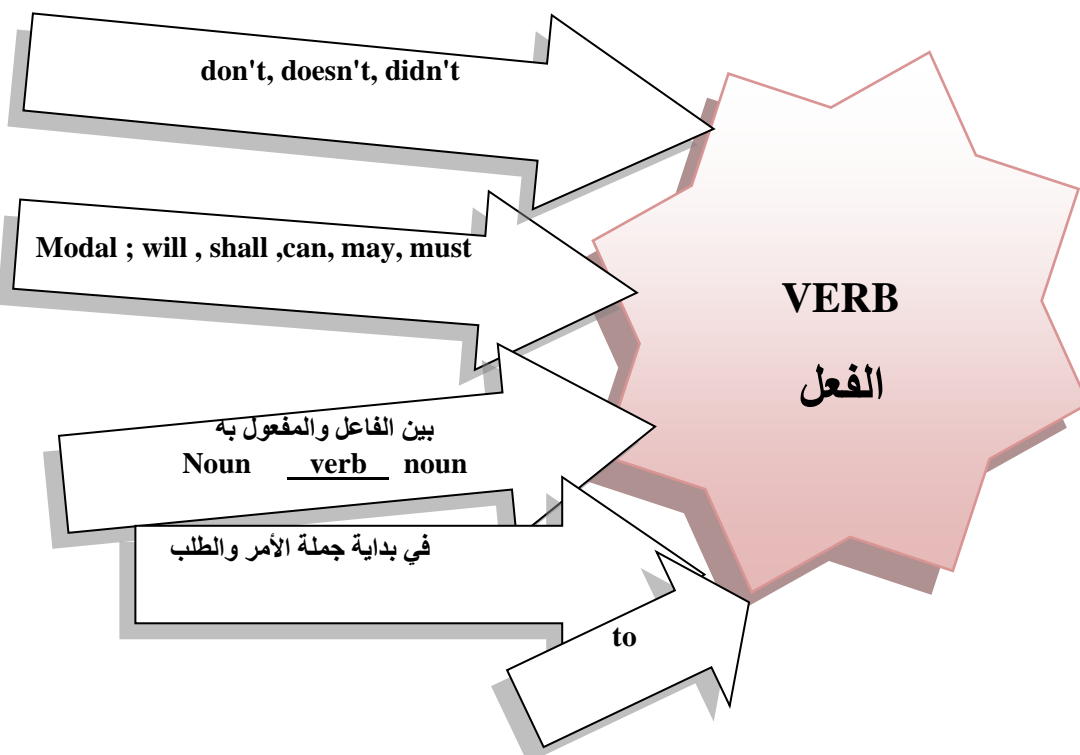 don't, doesn't, didn't
Modal ; will , shall ,can, may, must
بين الفاعل والمفعول به
Noun verb noun
في بداية جملة الأمر والطلب
to
VERB
الفعل